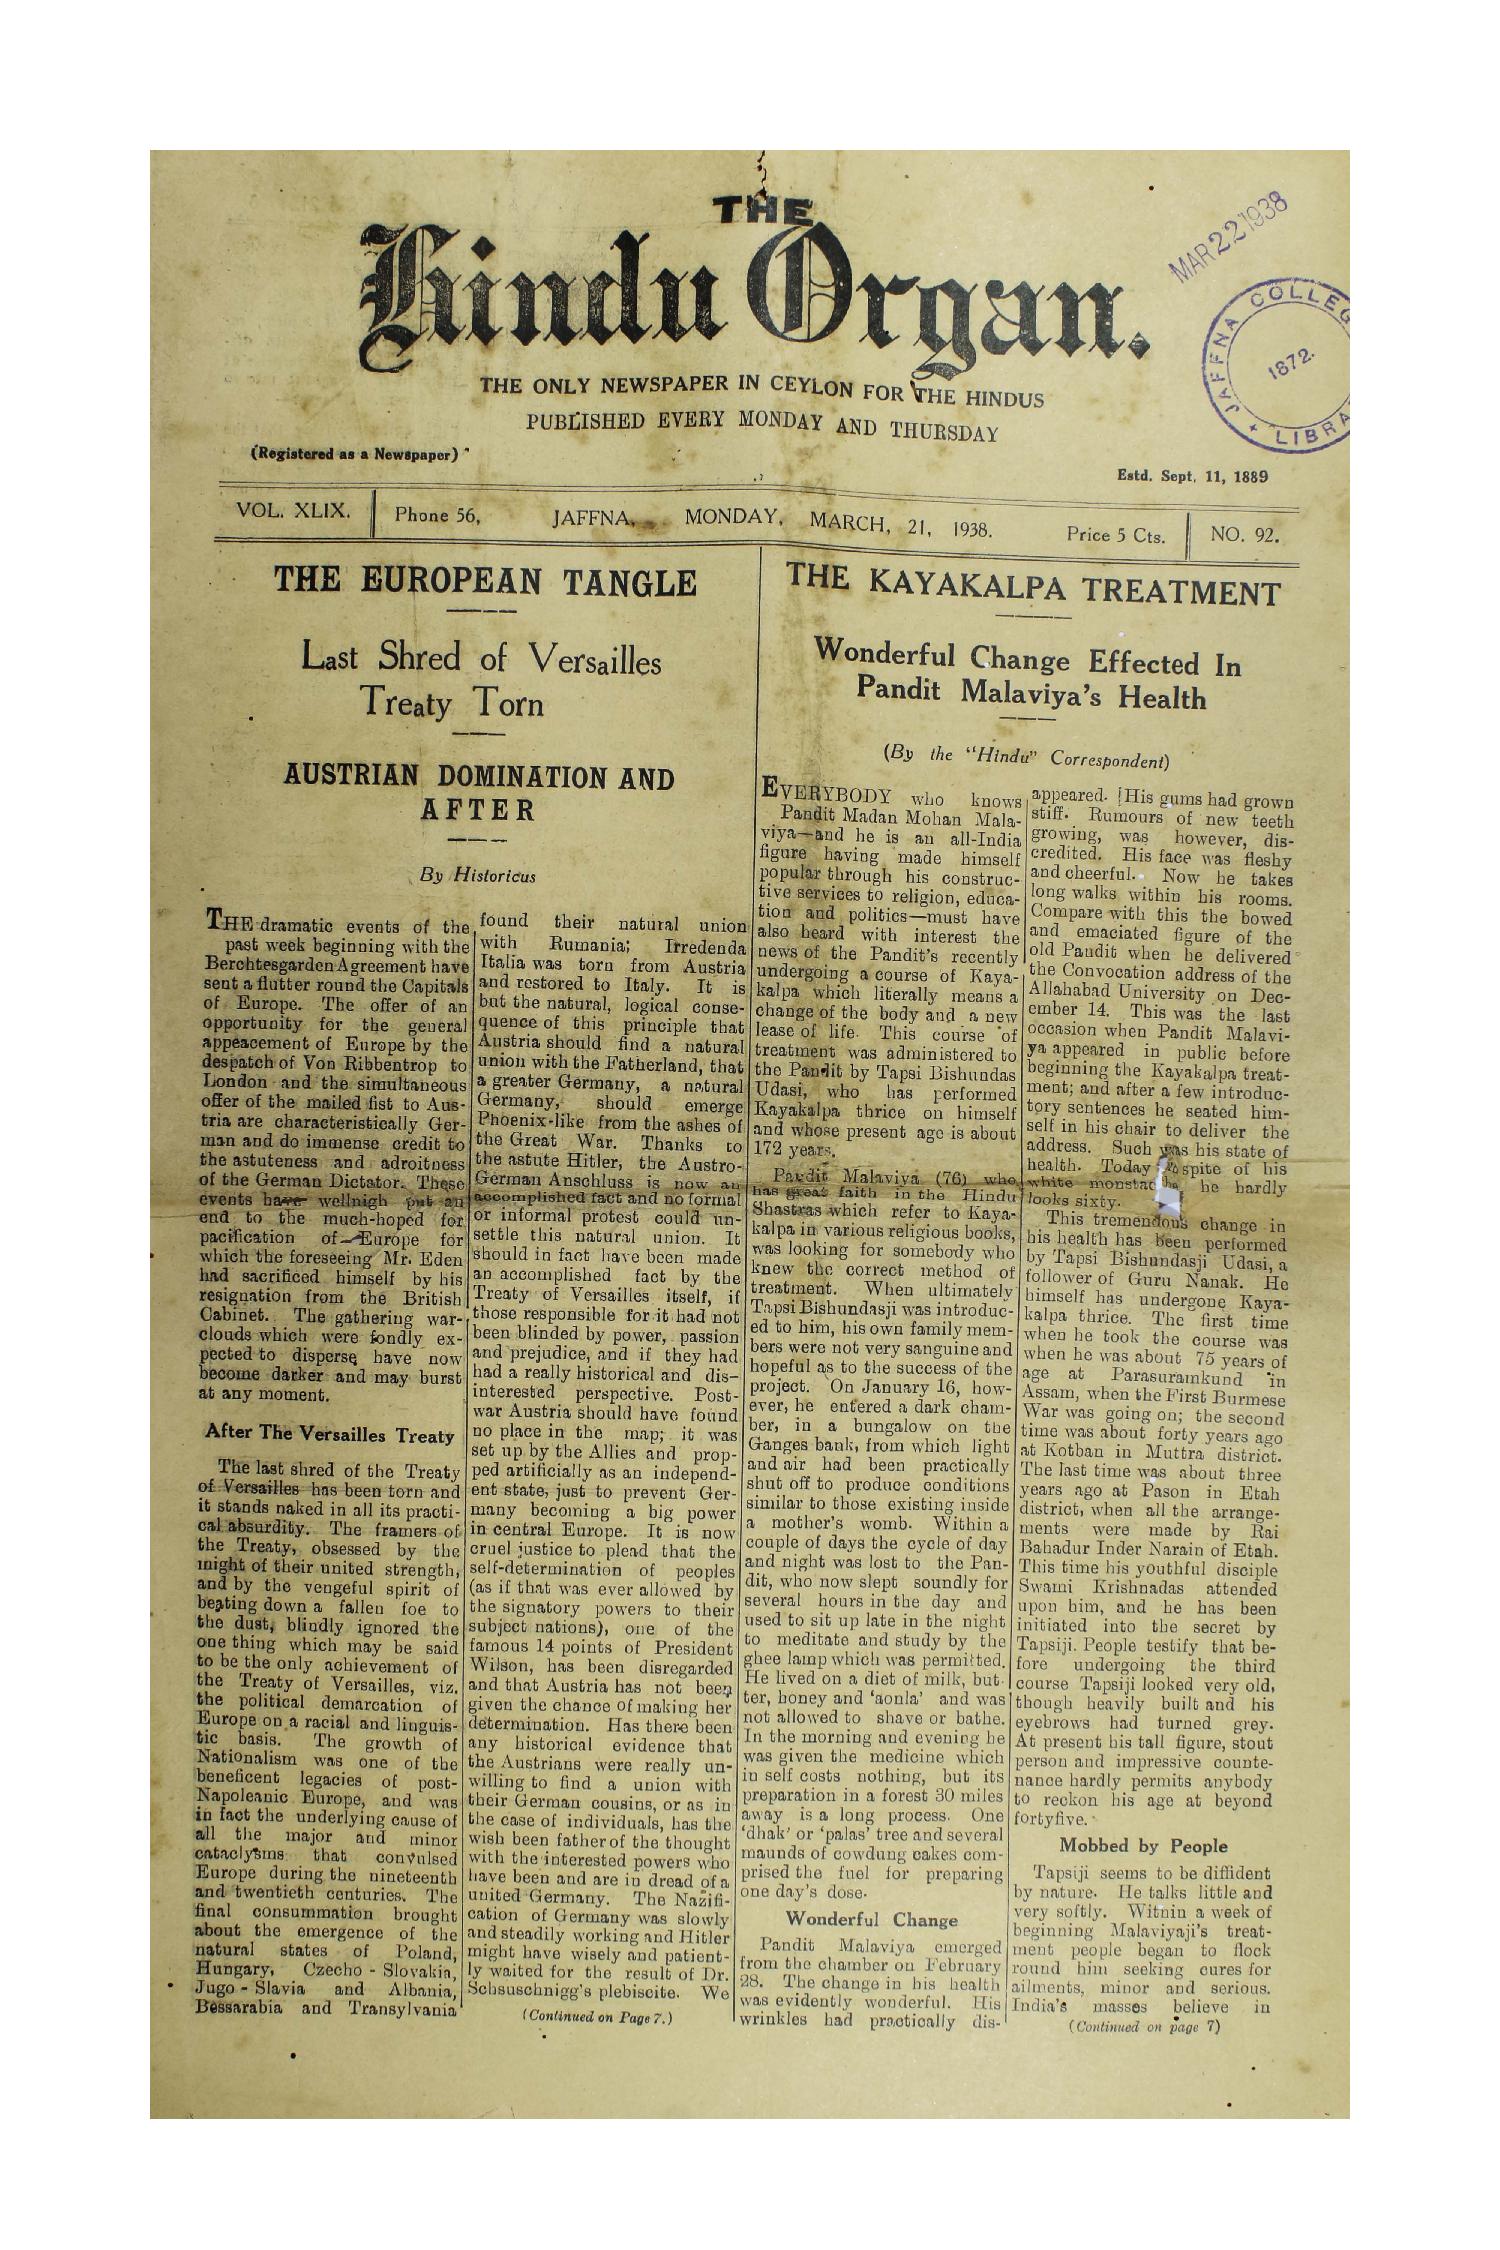 THE
Hindu Organ.
MAR 22 1938
JAFFNA COLLEG
1872.
LIBRA
THE ONLY NEWSPAPER IN CEYLON FOR THE HINDUS
PUBLISHED EVERY MONDAY AND THURSDAY
(Registered as a Newspaper)
Estd. Sept. 11, 1889
VOL. XLIX. Phone 56, JAFFNA, MONDAY, MARCH, 21, 1938. Price 5 Cts. NO. 92.
THE EUROPEAN TANGLE
Last Shred of Versailles
Treaty Torn
AUSTRIAN DOMINATION AND
AFTER
By Historicus
THE dramatic events of the
past week beginning with the
Berchtesgarden Agreement have
sent a flutter round the Capitals
of Europe. The offer of an
opportunity for the general
appeacement of Europe by the
despatch of Von Ribbentrop to
London and the simultaneous
offer of the mailed fist to Aus-
tria are characteristically Ger-
man and do immense credit to
the astuteness and adroitness
of the German Dictator. These
events have wellnigh put an
end to the much-hoped for
pacification of Europe for
which the foreseeing Mr. Eden
had sacrificed himself by his
resignation from the British
Cabinet. The gathering war-
clouds which were fondly ex-
pected to disperse have now
become darker and may burst
at any moment.
After The Versailles Treaty
The last shred of the Treaty
of Versailles has been torn and
it stands naked in all its practi-
cal absurdity. The framers of
the Treaty, obsessed by the
might of their united strength,
and by the vengeful spirit of
beating down a fallen foe to
the dust, blindly ignored the
one thing which may be said
to be the only achievement of
the Treaty of Versailles, viz.
the political demarcation of
Europe on a racial and linguis-
tic basis. The growth of
Nationalism was one of the
beneficent legacies of post-
Napoleanic Europe, and was
in fact the underlying cause of
all the major and minor
cataclysms that convulsed
Europe during the nineteenth
and twentieth centuries. The
final consummation brought
about the emergence of the
natural states of Poland,
Hungary, Czecho-Slovakia,
Jugo-Slavia and Albania,
Bessarabia and Transylvania
found their natural union
with Rumania; Irredenda
Italia was torn from Austria
and restored to Italy. It is
but the natural, logical conse-
quence of this principle that
Austria should find a natural
union with the Fatherland, that
a greater Germany, a natural
Germany, should emerge
Phoenix-like from the ashes of
the Great War. Thanks to
the astute Hitler, the Austro-
German Anschluss is now an
accomplished fact and no formal
or informal protest could un-
settle this natural union. It
should in fact have been made
an accomplished fact by the
Treaty of Versailles itself, if
those responsible for it had not
been blinded by power, passion
and prejudice, and if they had
had a really historical and dis-
interested perspective. Post-
war Austria should have found
no place in the map; it was
set up by the Allies and prop-
ped artificially as an independ-
ent state, just to prevent Ger-
many becoming a big power
in central Europe. It is now
cruel justice to plead that the
self-determination of peoples
(as if that was ever allowed by
the signatory powers to their
subject nations), one of the
famous 14 points of President
Wilson, has been disregarded
and that Austria has not been
given the chance of making her
determination. Has there been
any historical evidence that
the Austrians were really un-
willing to find a union with
their German cousins, or as in
the case of individuals, has the
wish been father of the thought
with the interested powers who
have been and are in dread of a
united Germany. The Nazifi-
cation of Germany was slowly
and steadily working and Hitler
might have wisely and patient-
ly waited for the result of Dr.
Schsuschnigg's plebiscite. We
(Continued on Page 7.)
THE KAYAKALPA TREATMENT
Wonderful Change Effected In
Pandit Malaviya's Health
(By the "Hindu" Correspondent)
EVERYBODY who knows
Pandit Madan Mohan Mala-
viya—and he is an all-India
figure having made himself
popular through his construc-
tive services to religion, educa-
tion and politics—must have
also heard with interest the
news of the Pandit's recently
undergoing a course of Kaya-
kalpa which literally means a
change of the body and a new
lease of life. This course of
treatment was administered to
the Pandit by Tapsi Bishundas
Udasi, who has performed
Kayakalpa thrice on himself
and whose present age is about
172 years.
Pandit Malaviya (76) who
has great faith in the Hindu
Shastras which refer to Kaya-
kalpa in various religious books,
was looking for somebody who
knew the correct method of
treatment. When ultimately
Tapsi Bishundasji was introduc-
ed to him, his own family mem-
bers were not very sanguine and
hopeful as to the success of the
project. On January 16, how-
ever, he entered a dark cham-
ber, in a bungalow on the
Ganges bank, from which light
and air had been practically
shut off to produce conditions
similar to those existing inside
a mother's womb. Within a
couple of days the cycle of day
and night was lost to the Pan-
dit, who now slept soundly for
several hours in the day and
used to sit up late in the night
to meditate and study by the
ghee lamp which was permitted.
He lived on a diet of milk, but-
ter, honey and 'aonla' and was
not allowed to shave or bathe.
In the morning and evening he
was given the medicine which
in self costs nothing, but its
preparation in a forest 30 miles
away is a long process. One
'dhak' or 'palas' tree and several
maunds of cowdung cakes com-
prised the fuel for preparing
one day's dose.
Wonderful Change
Pandit Malaviya emerged
from the chamber on February
28. The change in his health
was evidently wonderful. His
wrinkles had practically dis-
appeared. His gums had grown
stiff. Rumours of new teeth
growing, was however, dis-
credited. His face was fleshy
and cheerful. Now he takes
long walks within his rooms.
Compare with this the bowed
and emaciated figure of the
old Pandit when he delivered
the Convocation address of the
Allahabad University on Dec-
ember 14. This was the last
occasion when Pandit Malavi-
ya appeared in public before
beginning the Kayakalpa treat-
ment; and after a few introduc-
tory sentences he seated him-
self in his chair to deliver the
address. Such was his state of
health. Today spite of his
white he hardly
looks sixty.
This tremendous change in
his health has been performed
by Tapsi Bishundasji Udasi, a
follower of Guru Nanak. He
himself has undergone Kaya-
kalpa thrice. The first time
when he took the course was
when he was about 75 years of
age at Parasuramkund in
Assam, when the First Burmese
War was going on; the second
time was about forty years ago
at Kotban in Muttra district.
The last time was about three
years ago at Pason in Etah
district, when all the arrange-
ments were made by Rai
Bahadur Inder Narain of Etah.
This time his youthful disciple
Swami Krishnadas attended
upon him, and he has been
initiated into the secret by
Tapsiji. People testify that be-
fore undergoing the third
course Tapsiji looked very old,
though heavily built and his
eyebrows had turned grey.
At present his tall figure, stout
person and impressive counte-
nance hardly permits anybody
to reckon his age at beyond
fortyfive.
Mobbed by People
Tapsiji seems to be diffident
by nature. He talks little and
very softly. Within a week of
beginning Malaviyaji's treat-
ment people began to flock
round him seeking cures for
ailments, minor and serious.
India's masses believe in
(Continued on page 7)